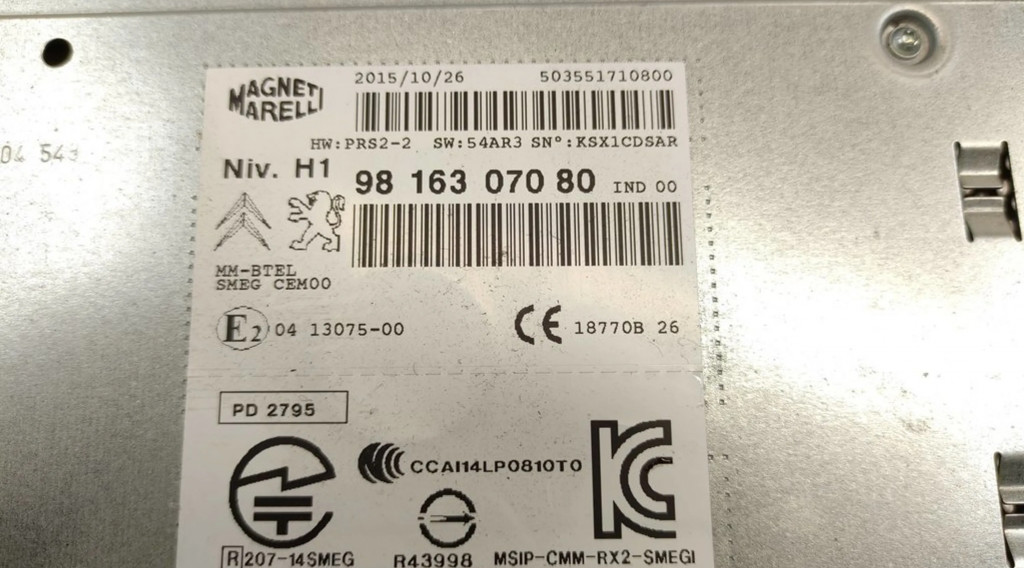 2015/10/26 503551710800
MAGNETI
MARELLI
HW:PRS2-2 SW:54AR3 SN°:KSX1CDSAR
04 543
Niv. H1
98 163 070 80 IND 00
MM-BTEL
SMEG CEM00
E2 04 13075-00 CE 18770B 26
PD 2795
CCAI14LP0810T0
R 207-14SMEG R43998 MSIP-CMM-RX2-SMEGI